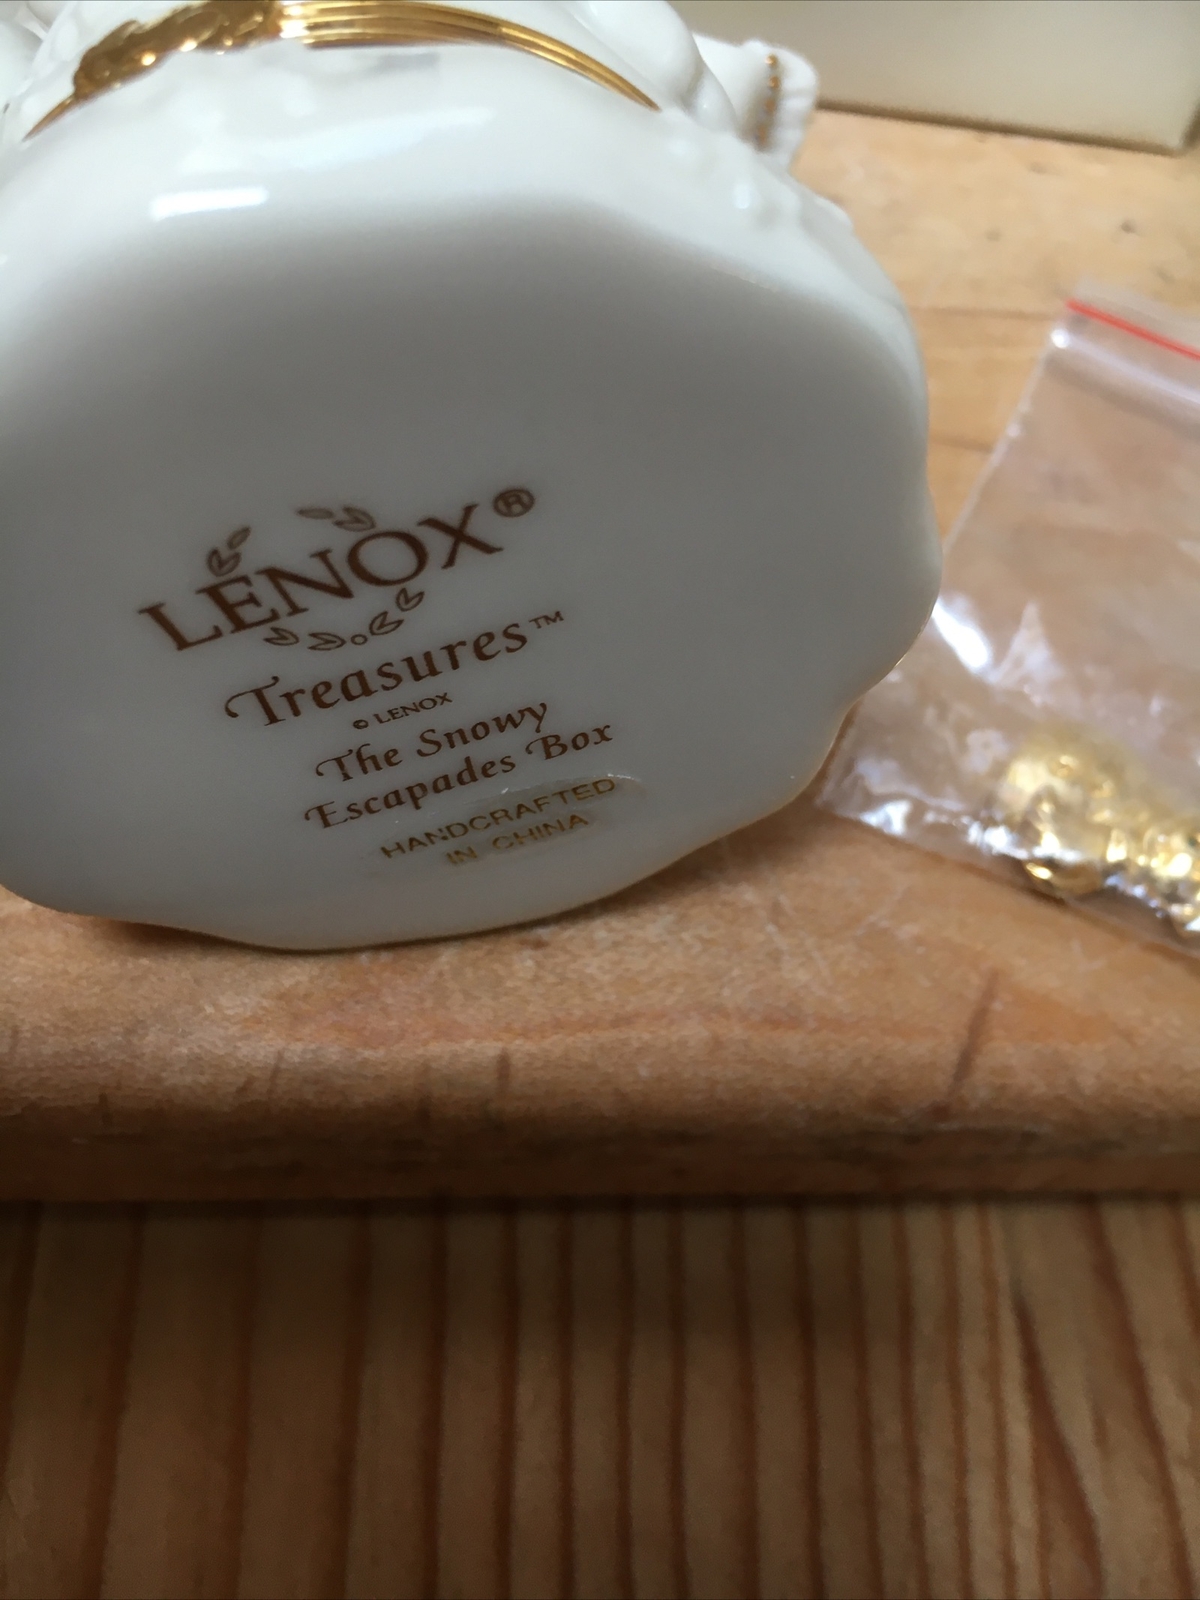 LENOX®
Treasures™
© LENOX
The Snowy
Escapades Box
HANDCRAFTED
IN CHINA